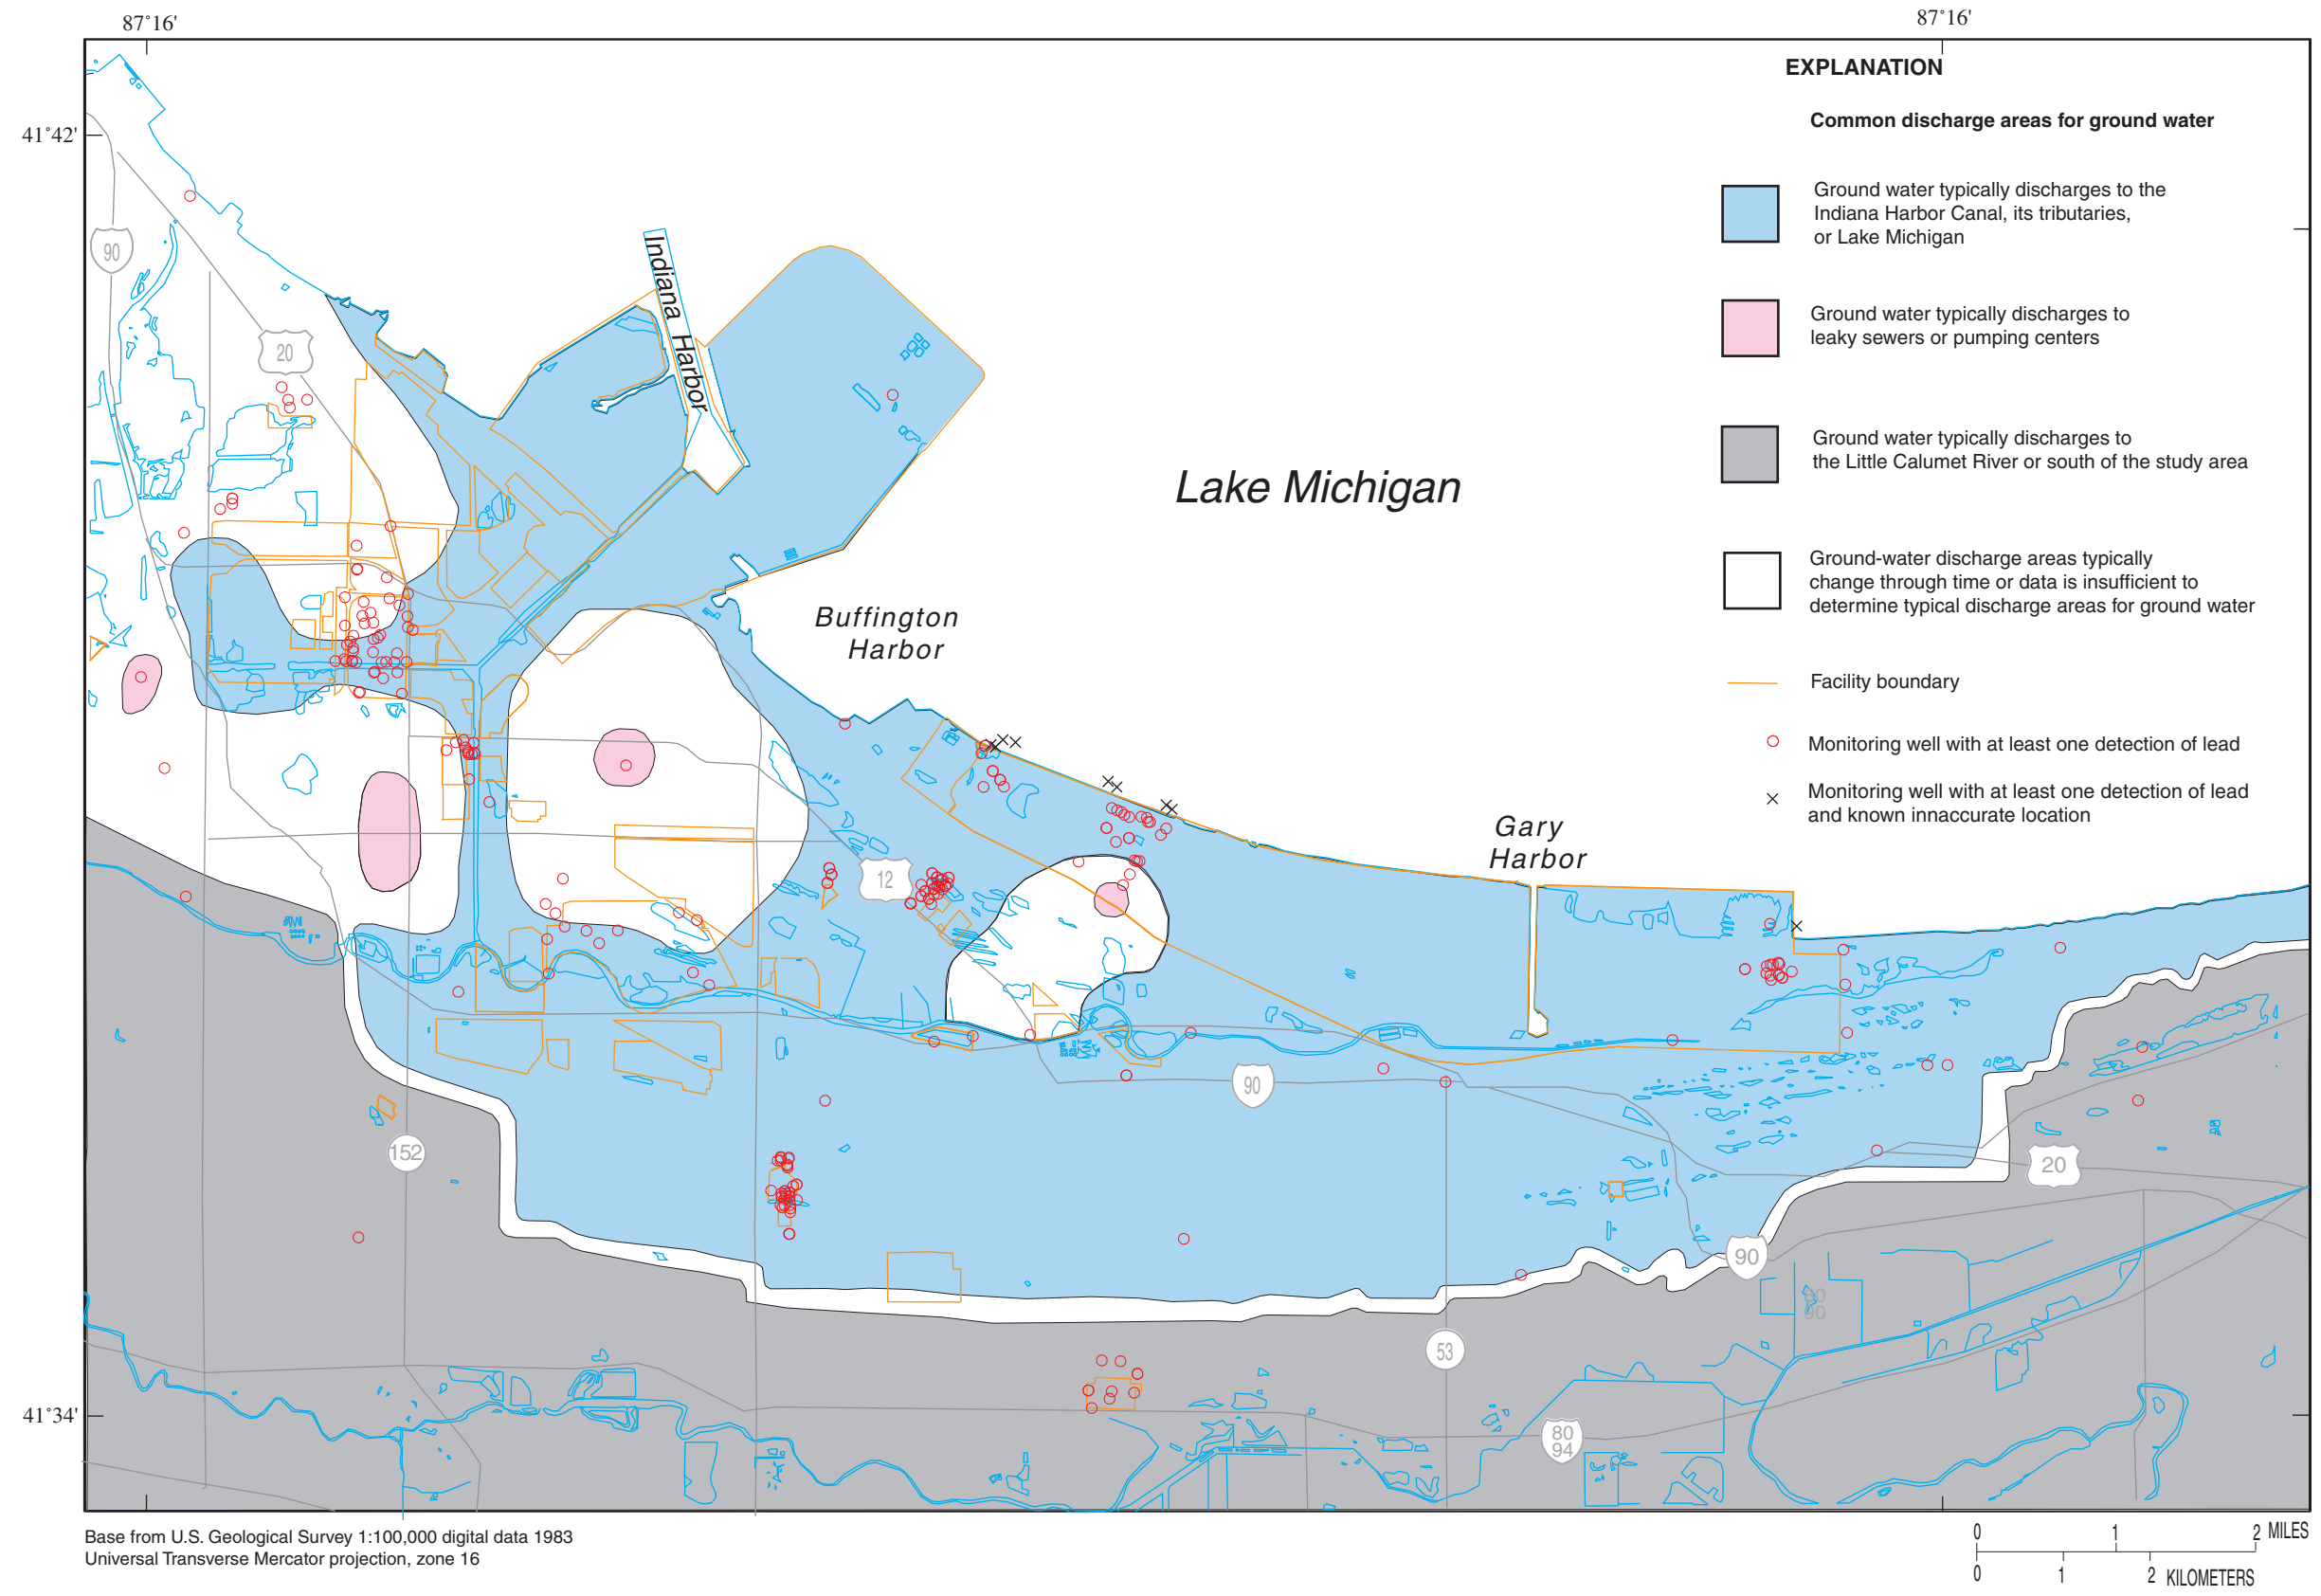 87°16'
87°16'
41°42'
41°34'
EXPLANATION
Common discharge areas for ground water
Ground water typically discharges to the
Indiana Harbor Canal, its tributaries,
or Lake Michigan
Ground water typically discharges to
leaky sewers or pumping centers
Ground water typically discharges to
the Little Calumet River or south of the study area
Ground-water discharge areas typically
change through time or data is insufficient to
determine typical discharge areas for ground water
Facility boundary
Monitoring well with at least one detection of lead
Monitoring well with at least one detection of lead
and known innaccurate location
90
20
Indiana Harbor
Lake Michigan
Buffington
Harbor
Gary
Harbor
12
90
152
20
90
80
90
53
80
94
Base from U.S. Geological Survey 1:100,000 digital data 1983
Universal Transverse Mercator projection, zone 16
0 1 2 MILES
0 1 2 KILOMETERS